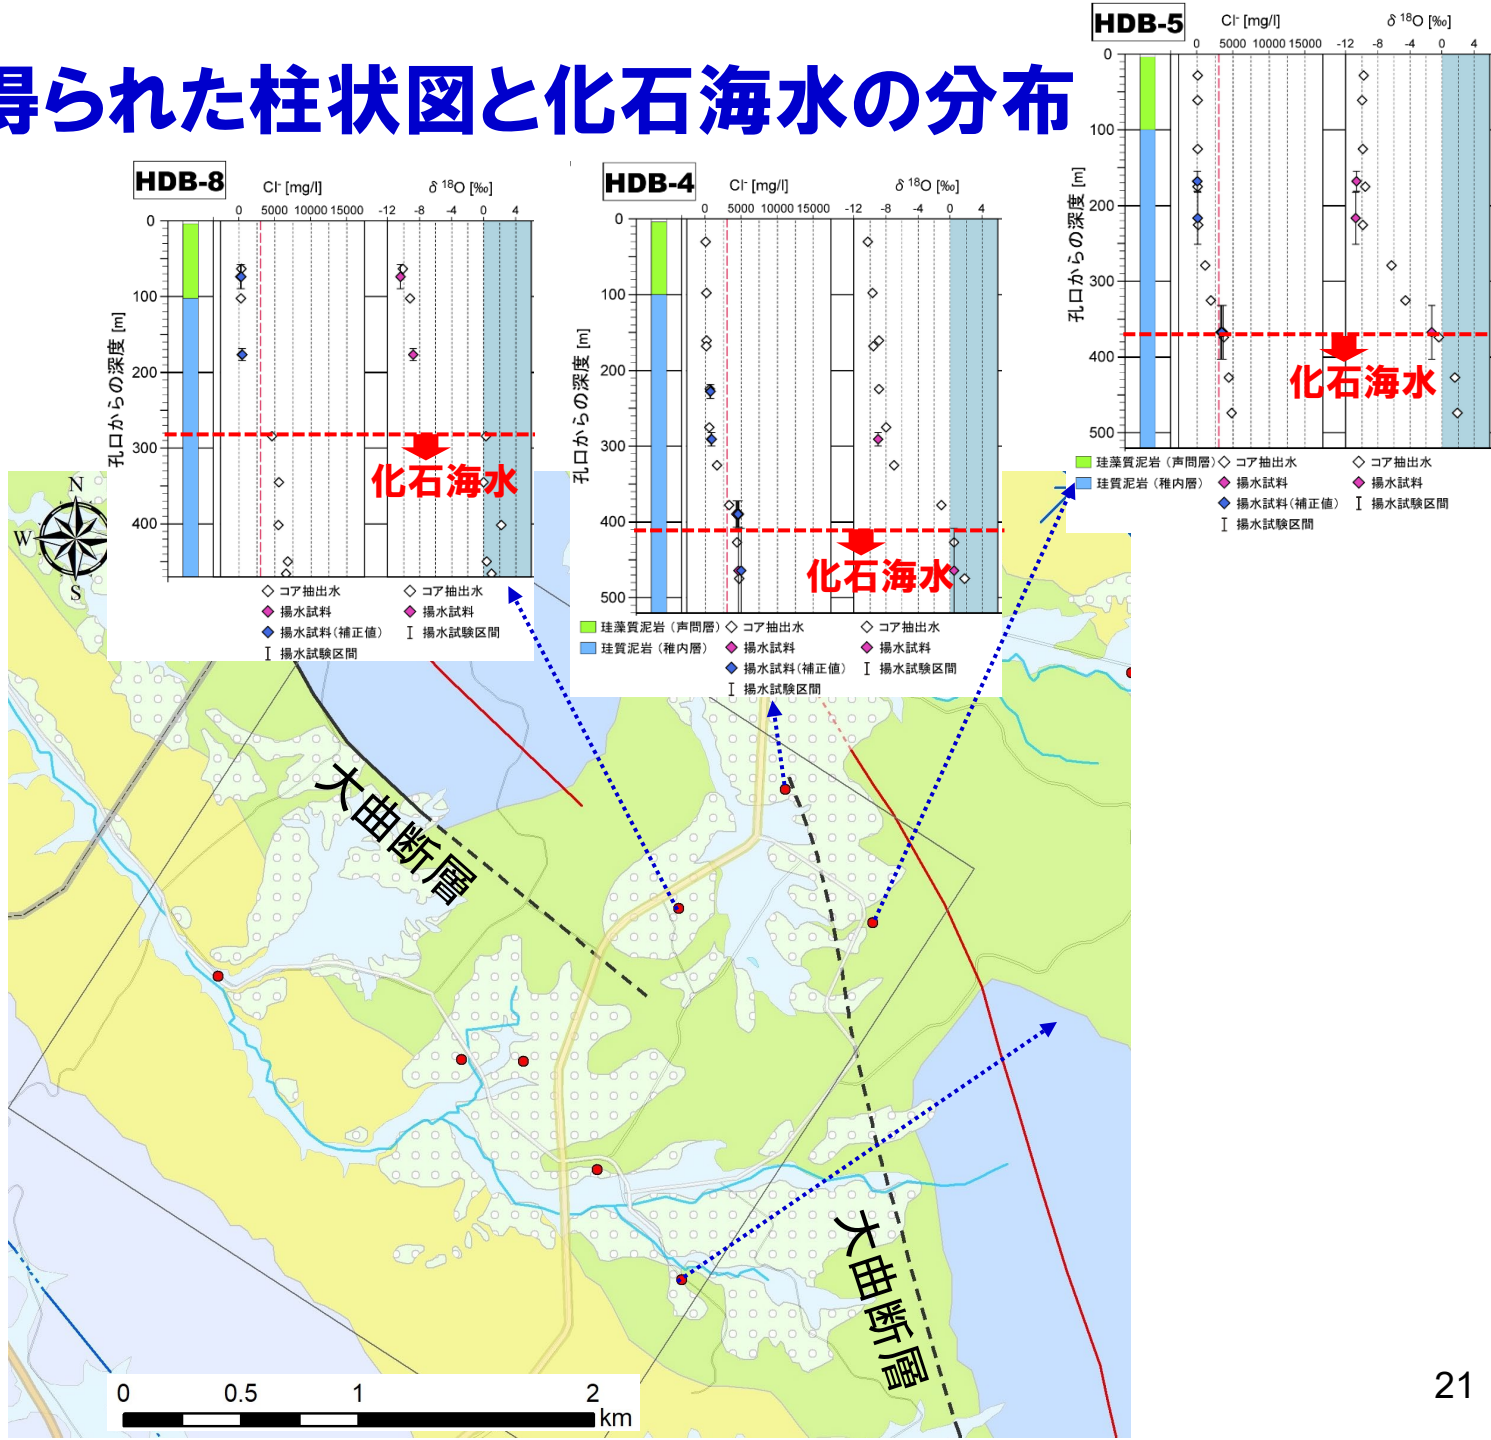 得られた柱状図と化石海水の分布
HDB-8
Cl⁻ [mg/l]
δ ¹⁸O [‰]
0 5000 10000 15000 -12 -8 -4 0 4
0
100
200
300
400
孔口からの深度 [m]
化石海水
コア抽出水
揚水試料
揚水試料(補正値)
揚水試験区間
コア抽出水
揚水試料
揚水試験区間
HDB-4
Cl⁻ [mg/l]
δ ¹⁸O [‰]
0 5000 10000 15000 -12 -8 -4 0 4
0
100
200
300
400
500
孔口からの深度 [m]
化石海水
珪藻質泥岩(声問層)
珪質泥岩(稚内層)
コア抽出水
揚水試料
揚水試料(補正値)
揚水試験区間
コア抽出水
揚水試料
揚水試験区間
HDB-5
Cl⁻ [mg/l]
δ ¹⁸O [‰]
0 5000 10000 15000 -12 -8 -4 0 4
0
100
200
300
400
500
孔口からの深度 [m]
化石海水
珪藻質泥岩(声問層)
珪質泥岩(稚内層)
コア抽出水
揚水試料
揚水試料(補正値)
揚水試験区間
コア抽出水
揚水試料
揚水試験区間
N
W
S
大曲断層
大曲断層
0 0.5 1 2
km
21